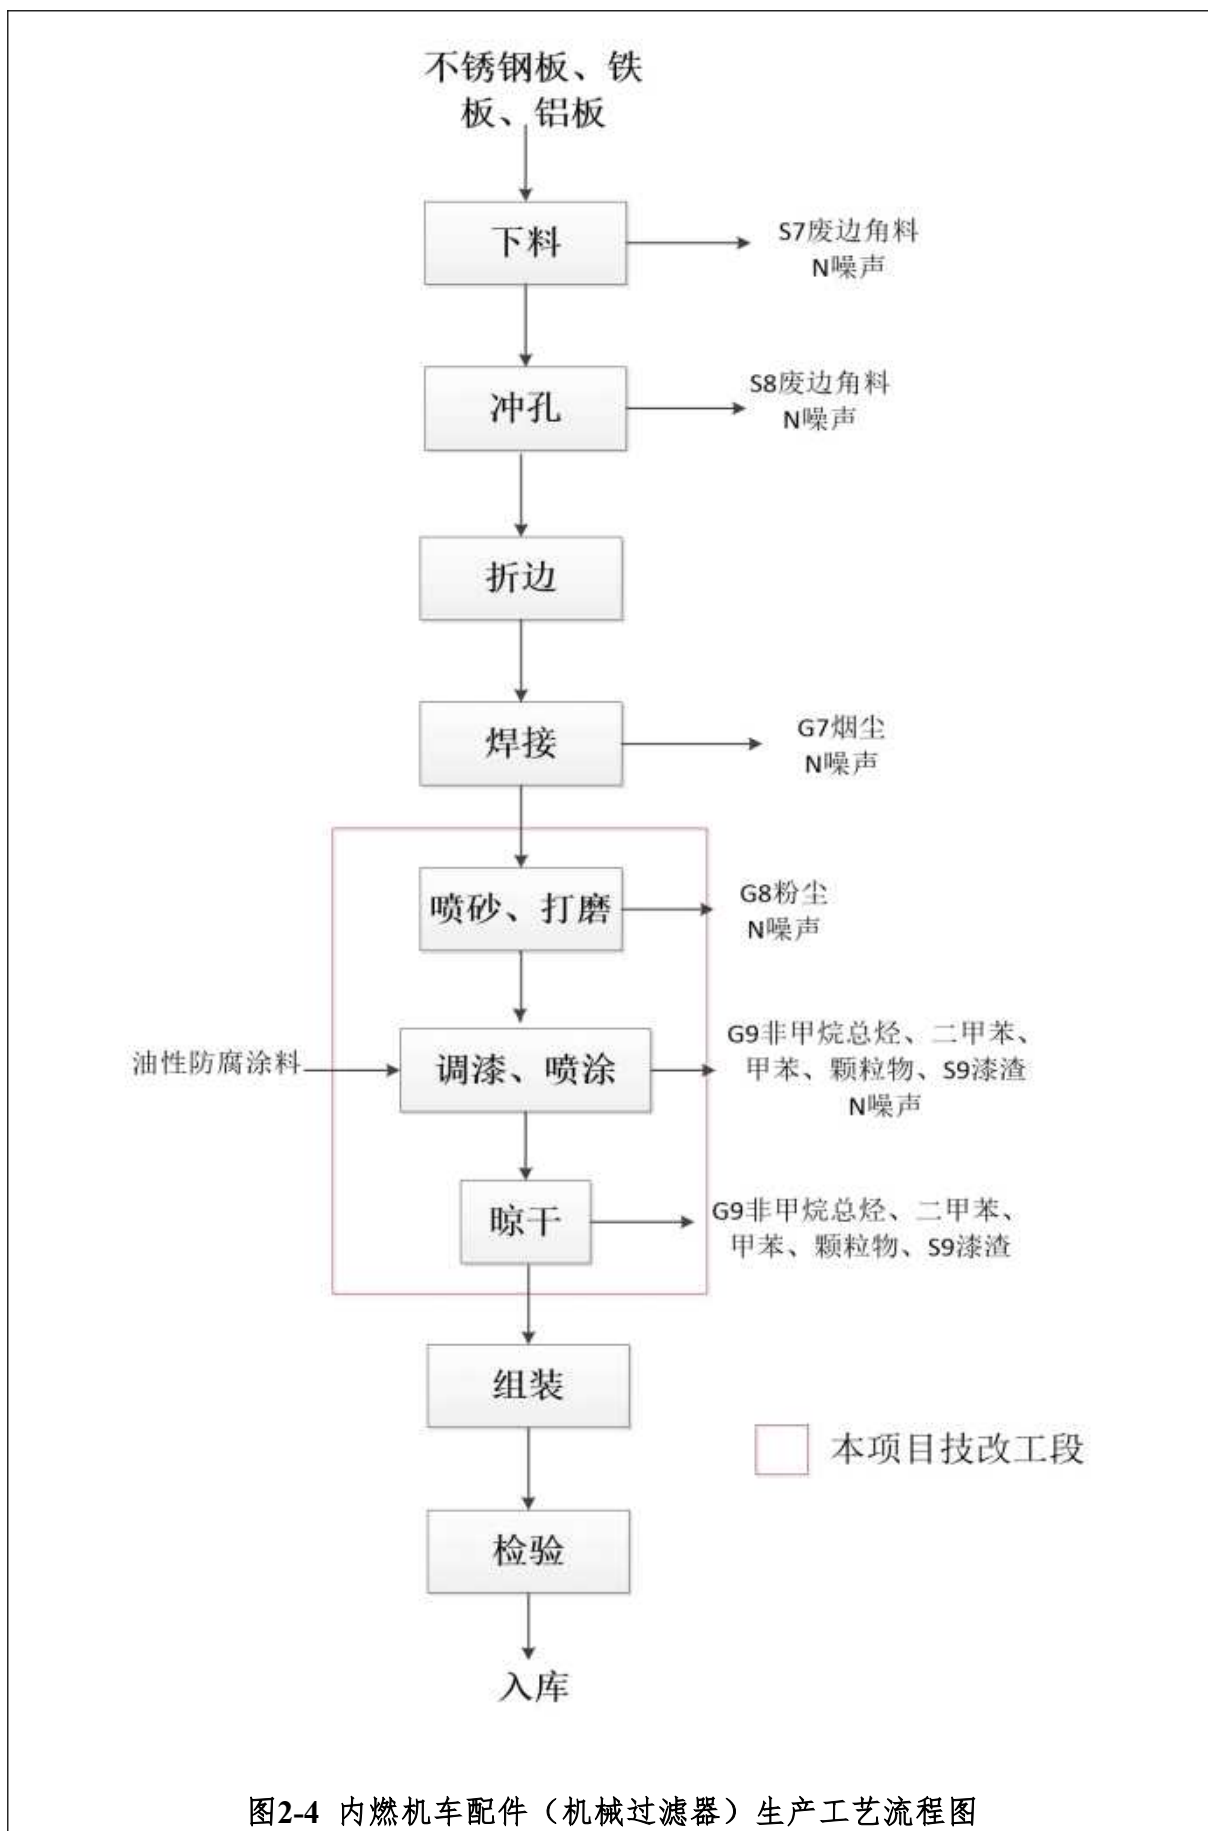 不锈钢板、铁
板、铝板
下料
S7废边角料
N噪声
冲孔
S8废边角料
N噪声
折边
焊接
G7烟尘
N噪声
喷砂、打磨
G8粉尘
N噪声
油性防腐涂料
调漆、喷涂
G9非甲烷总烃、二甲苯、
甲苯、颗粒物、S9漆渣
N噪声
晾干
G9非甲烷总烃、二甲苯、
甲苯、颗粒物、S9漆渣
组装
本项目技改工段
检验
入库
图2-4 内燃机车配件（机械过滤器）生产工艺流程图